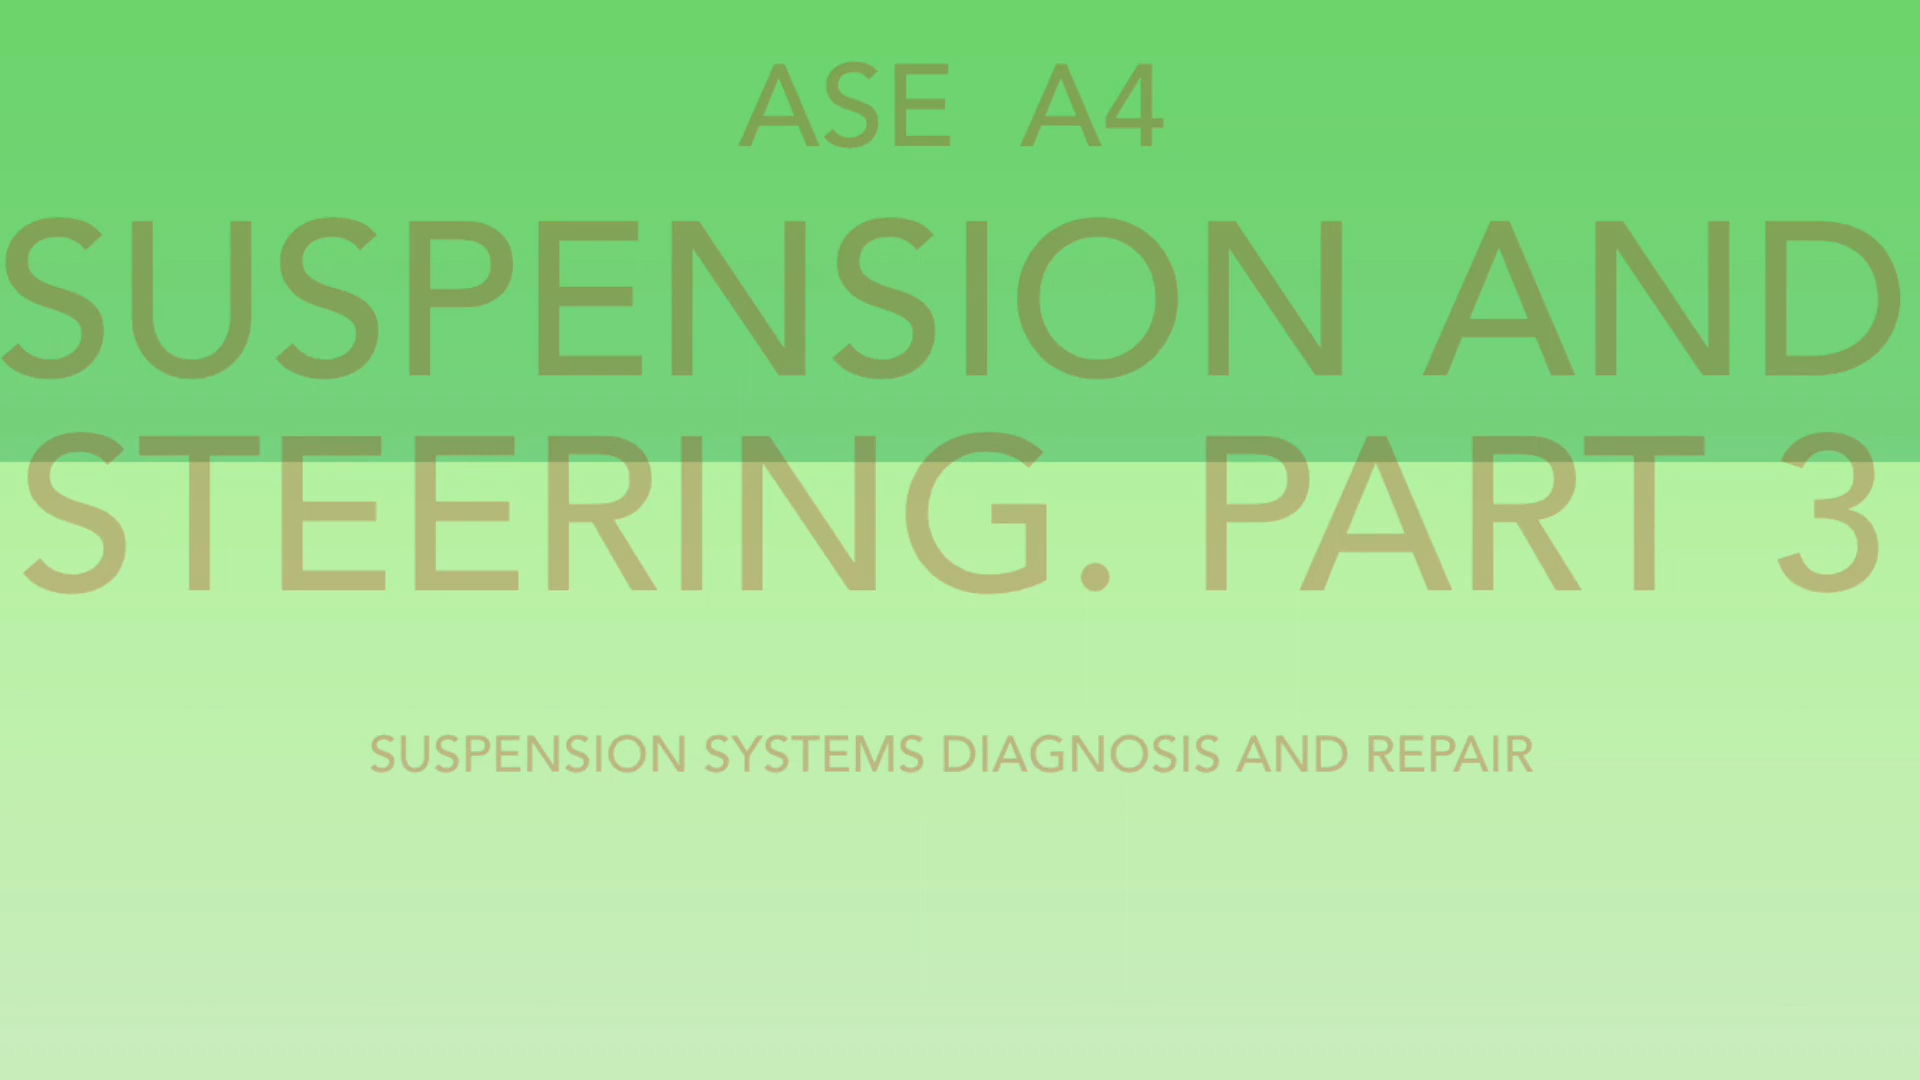 ASE A4
SUSPENSION AND
STEERING. PART 3
SUSPENSION SYSTEMS DIAGNOSIS AND REPAIR